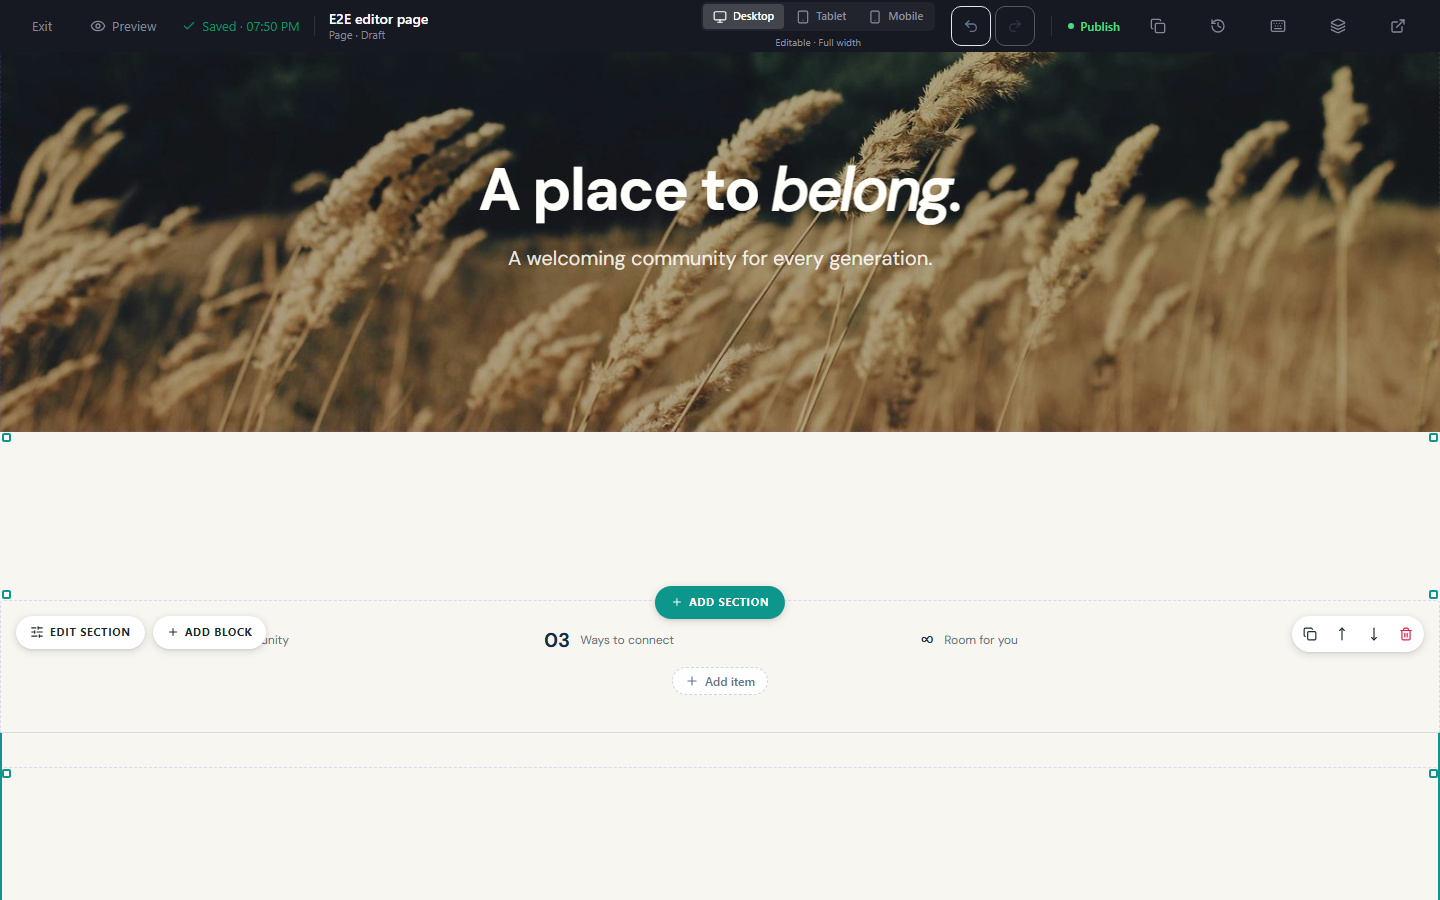 Exit
Preview
Saved · 07:50 PM
E2E editor page
Page · Draft
Desktop
Tablet
Mobile
Editable · Full width
Publish
A place to belong.
A welcoming community for every generation.
+ ADD SECTION
EDIT SECTION
+ ADD BLOCK
03 Ways to connect
∞ Room for you
+ Add item